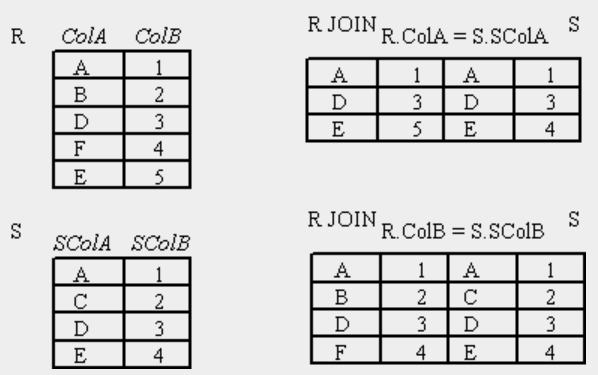 R ColA ColB
A 1
B 2
D 3
F 4
E 5
R JOIN R.ColA = S.SColA S
A 1 A 1
D 3 D 3
E 5 E 4
S SColA SColB
A 1
C 2
D 3
E 4
R JOIN R.ColB = S.SColB S
A 1 A 1
B 2 C 2
D 3 D 3
F 4 E 4